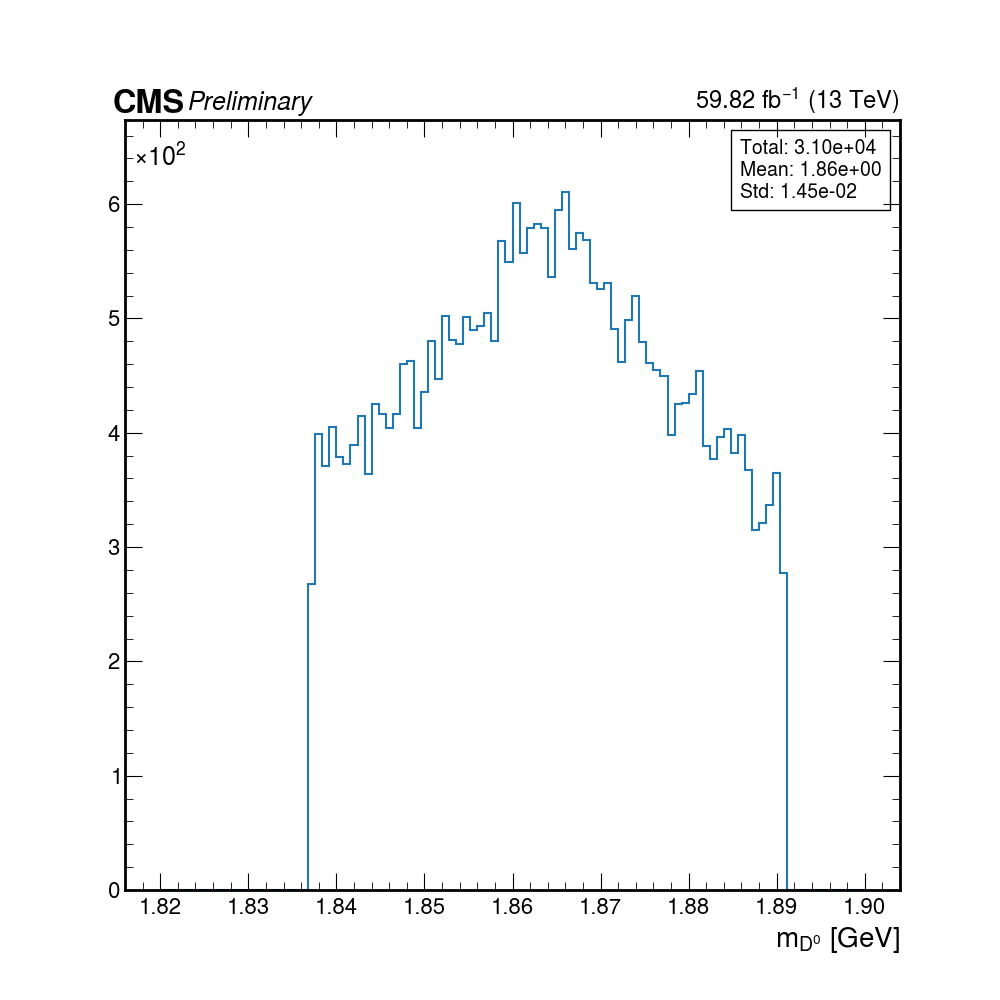 CMS Preliminary 59.82 fb⁻¹ (13 TeV)
×10²
Total: 3.10e+04
Mean: 1.86e+00
Std: 1.45e-02
6
5
4
3
2
1
0
1.82 1.83 1.84 1.85 1.86 1.87 1.88 1.89 1.90
m_D⁰ [GeV]